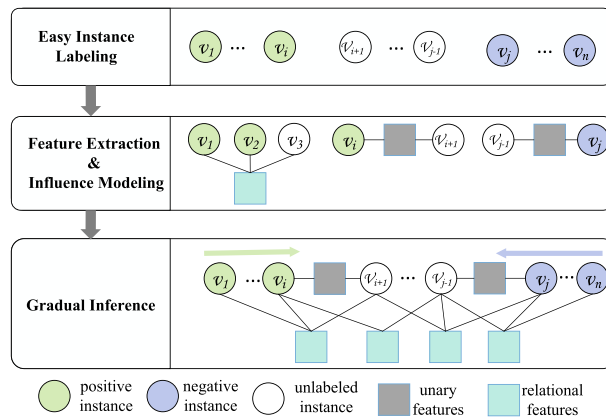 Easy Instance
Labeling
v1 ... vi vi+1 ... vj-1 vj ... vn
Feature Extraction
&
Influence Modeling
v1 v2 v3 vi vi+1 vj-1 vj
Gradual Inference
v1 ... vi vi+1 ... vj-1 vj ... vn
positive
instance
negative
instance
unlabeled
instance
unary
features
relational
features